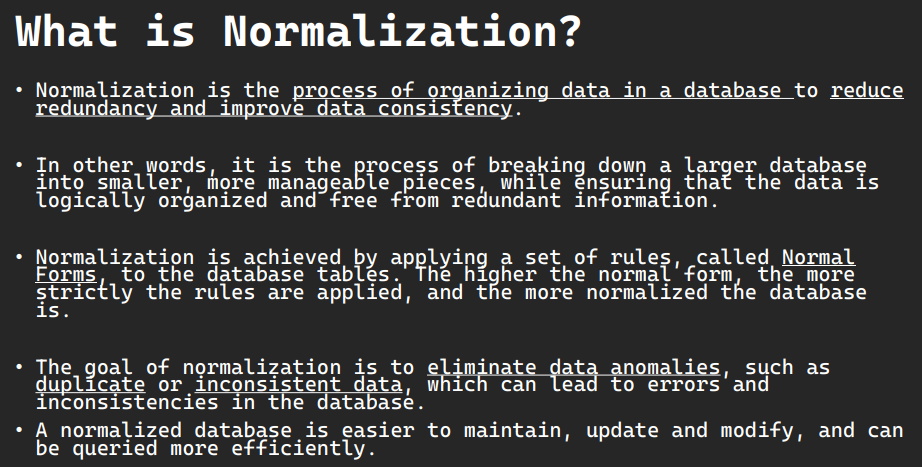 What is Normalization?
• Normalization is the process of organizing data in a database to reduce
redundancy and improve data consistency.
• In other words, it is the process of breaking down a larger database
into smaller, more manageable pieces, while ensuring that the data is
logically organized and free from redundant information.
• Normalization is achieved by applying a set of rules, called Normal
Forms, to the database tables. The higher the normal form, the more
strictly the rules are applied, and the more normalized the database
is.
• The goal of normalization is to eliminate data anomalies, such as
duplicate or inconsistent data, which can lead to errors and
inconsistencies in the database.
• A normalized database is easier to maintain, update and modify, and can
be queried more efficiently.